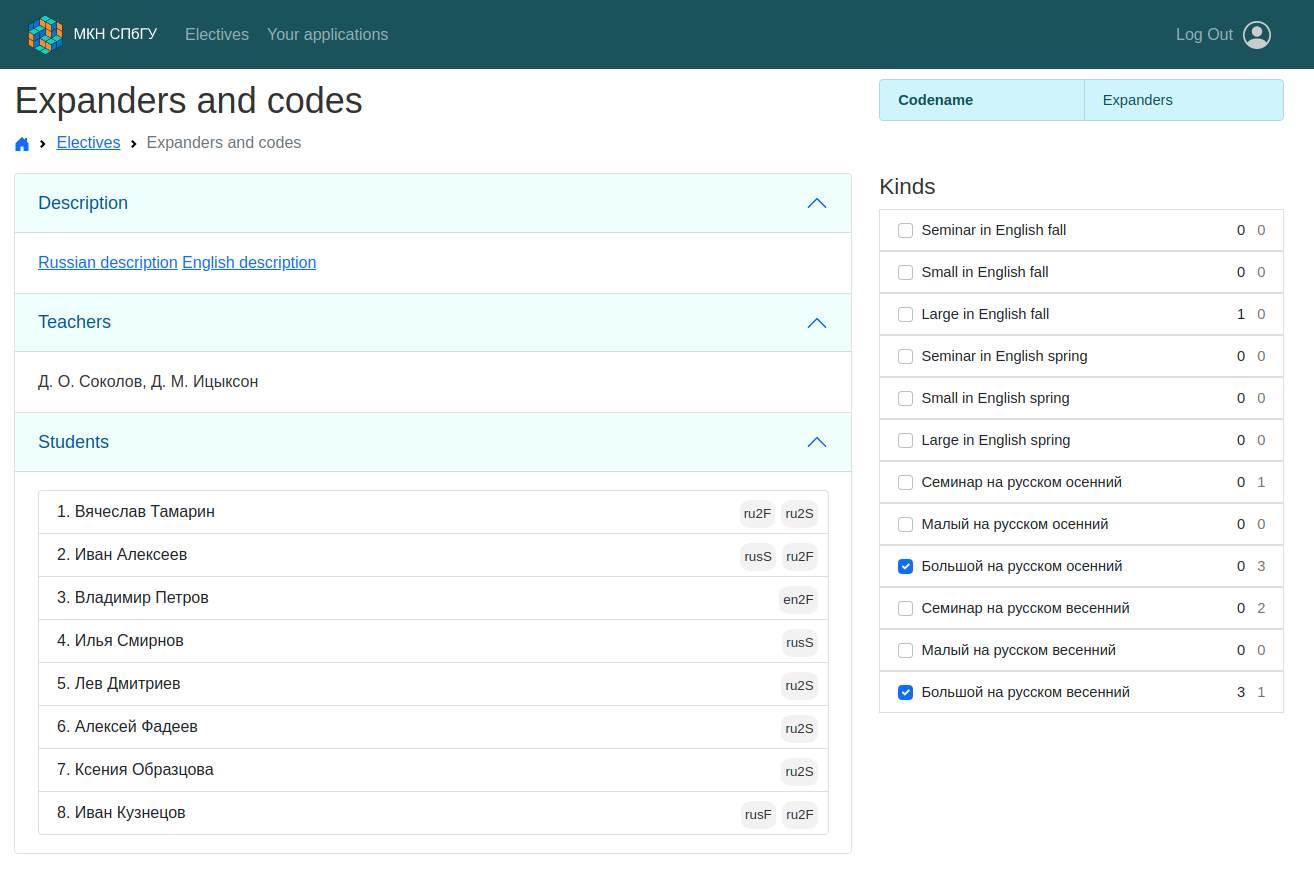 МКН СПбГУ Electives Your applications Log Out
Expanders and codes
Codename Expanders
Electives Expanders and codes
Description
Russian description English description
Teachers
Д. О. Соколов, Д. М. Ицыксон
Students
1. Вячеслав Тамарин ru2F ru2S
2. Иван Алексеев rusS ru2F
3. Владимир Петров en2F
4. Илья Смирнов rusS
5. Лев Дмитриев ru2S
6. Алексей Фадеев ru2S
7. Ксения Образцова ru2S
8. Иван Кузнецов rusF ru2F
Kinds
Seminar in English fall 0 0
Small in English fall 0 0
Large in English fall 1 0
Seminar in English spring 0 0
Small in English spring 0 0
Large in English spring 0 0
Семинар на русском осенний 0 1
Малый на русском осенний 0 0
Большой на русском осенний 0 3
Семинар на русском весенний 0 2
Малый на русском весенний 0 0
Большой на русском весенний 3 1